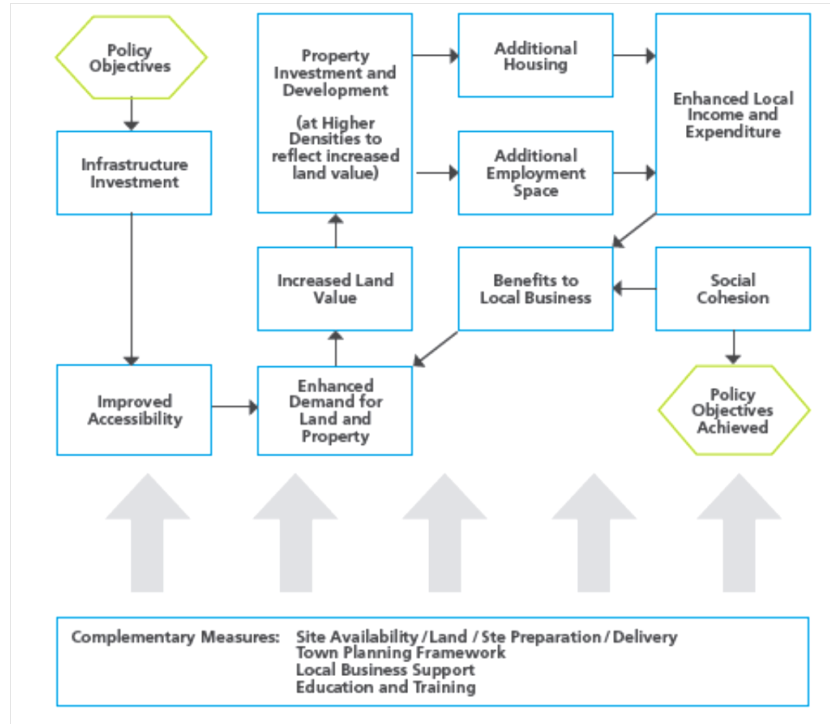 Policy
Objectives
Infrastructure
Investment
Improved
Accessibility
Property
Investment and
Development
(at Higher
Densities to
reflect increased
land value)
Increased Land
Value
Enhanced
Demand for
Land and
Property
Additional
Housing
Additional
Employment
Space
Benefits to
Local Business
Enhanced Local
Income and
Expenditure
Social
Cohesion
Policy
Objectives
Achieved
Complementary Measures: Site Availability / Land / Ste Preparation / Delivery
Town Planning Framework
Local Business Support
Education and Training